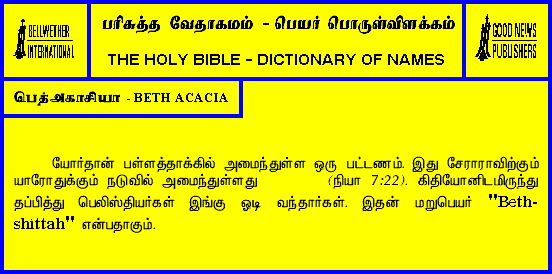 BELLWETHER
INTERNATIONAL
பரிசுத்த வேதாகமம் - பெயர் பொருள்விளக்கம்
THE HOLY BIBLE - DICTIONARY OF NAMES
GOOD NEWS
PUBLISHERS
பெத்அகாசியா - BETH ACACIA
யோர்தான் பள்ளத்தாக்கில் அமைந்துள்ள ஒரு பட்டணம். இது சேராராவிற்கும்
யாரோதுக்கும் நடுவில் அமைந்துள்ளது (நியா 7:22). கிதியோனிடமிருந்து
தப்பித்து பெலிஸ்தியர்கள் இங்கு ஓடி வந்தார்கள். இதன் மறுபெயர் "Beth-
shittah" என்பதாகும்.